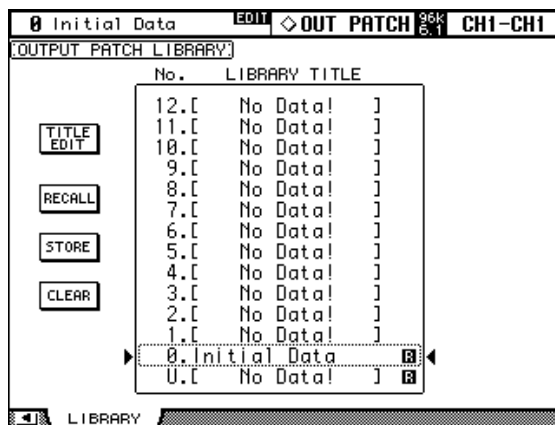 0 Initial Data EDIT ◇OUT PATCH 96k 6.1 CH1-CH1
OUTPUT PATCH LIBRARY
No. LIBRARY TITLE
12.[ No Data! ]
11.[ No Data! ]
10.[ No Data! ]
9.[ No Data! ]
8.[ No Data! ]
7.[ No Data! ]
6.[ No Data! ]
5.[ No Data! ]
4.[ No Data! ]
3.[ No Data! ]
2.[ No Data! ]
1.[ No Data! ]
0.Initial Data R
U.[ No Data! ] R
TITLE
EDIT
RECALL
STORE
CLEAR
LIBRARY